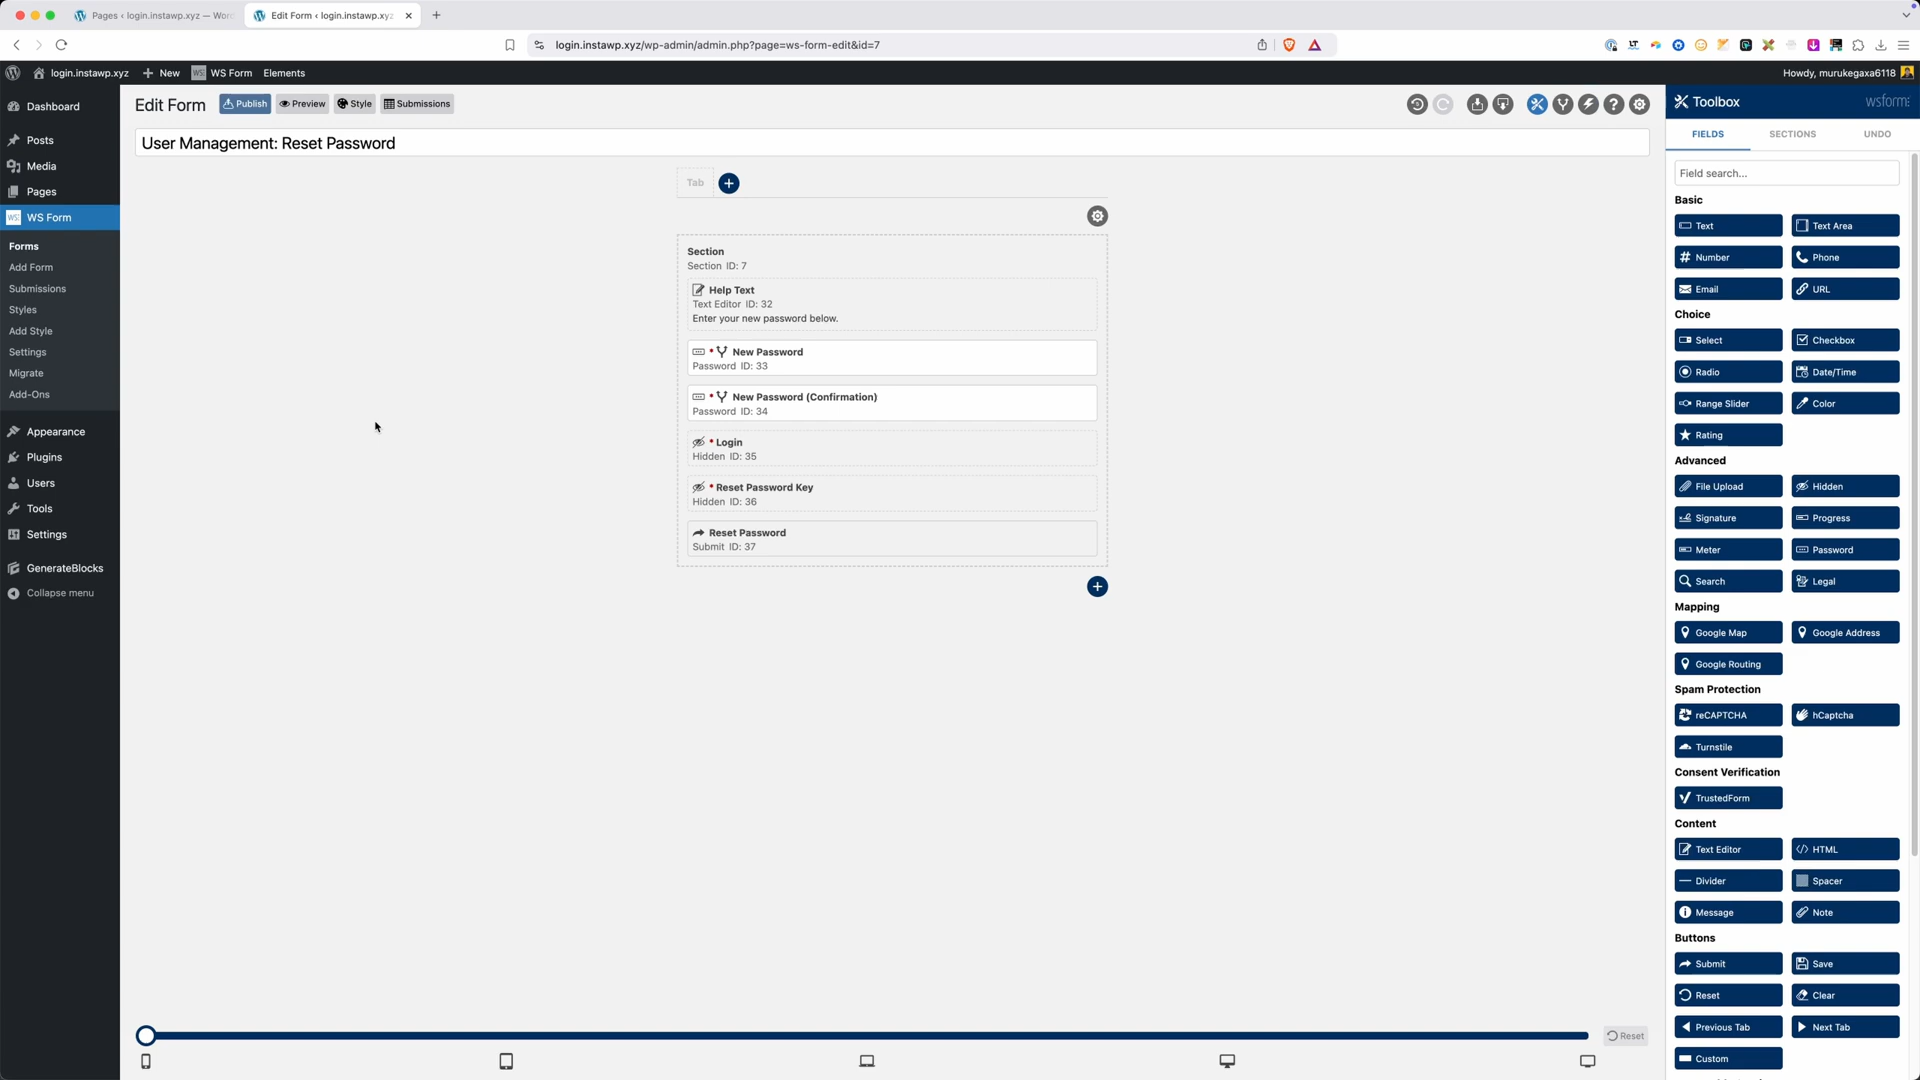 Pages ‹ login.instawp.xyz — Word
Edit Form ‹ login.instawp.xyz
login.instawp.xyz/wp-admin/admin.php?page=ws-form-edit&id=7
login.instawp.xyz
New
WS Form
Elements
Howdy, murukegaxa6118
Dashboard
Posts
Media
Pages
WS Form
Forms
Add Form
Submissions
Styles
Add Style
Settings
Migrate
Add-Ons
Appearance
Plugins
Users
Tools
Settings
GenerateBlocks
Collapse menu
Edit Form
Publish
Preview
Style
Submissions
User Management: Reset Password
Tab
Section
Section ID: 7
Help Text
Text Editor ID: 32
Enter your new password below.
* New Password
Password ID: 33
* New Password (Confirmation)
Password ID: 34
* Login
Hidden ID: 35
* Reset Password Key
Hidden ID: 36
Reset Password
Submit ID: 37
Reset
Toolbox
wsform
FIELDS
SECTIONS
UNDO
Field search...
Basic
Text
Text Area
Number
Phone
Email
URL
Choice
Select
Checkbox
Radio
Date/Time
Range Slider
Color
Rating
Advanced
File Upload
Hidden
Signature
Progress
Meter
Password
Search
Legal
Mapping
Google Map
Google Address
Google Routing
Spam Protection
reCAPTCHA
hCaptcha
Turnstile
Consent Verification
TrustedForm
Content
Text Editor
HTML
Divider
Spacer
Message
Note
Buttons
Submit
Save
Reset
Clear
Previous Tab
Next Tab
Custom